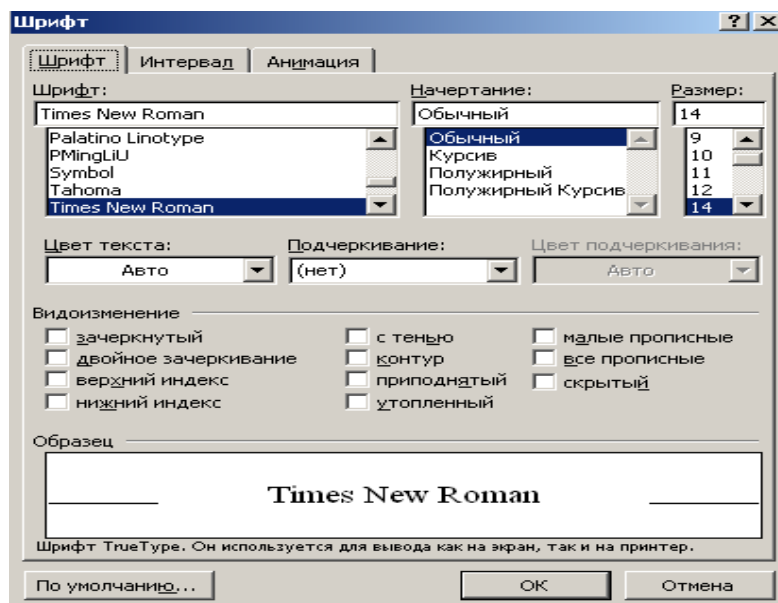 Шрифт
Шрифт Интервал Анимация
Шрифт: Начертание: Размер:
Times New Roman Обычный 14
Palatino Linotype Обычный 9
PMingLiU Курсив 10
Symbol Полужирный 11
Tahoma Полужирный Курсив 12
Times New Roman 14
Цвет текста: Подчеркивание: Цвет подчеркивания:
Авто (нет) Авто
Видоизменение
зачеркнутый с тенью малые прописные
двойное зачеркивание контур все прописные
верхний индекс приподнятый скрытый
нижний индекс утопленный
Образец
Times New Roman
Шрифт TrueType. Он используется для вывода как на экран, так и на принтер.
По умолчанию... ОК Отмена